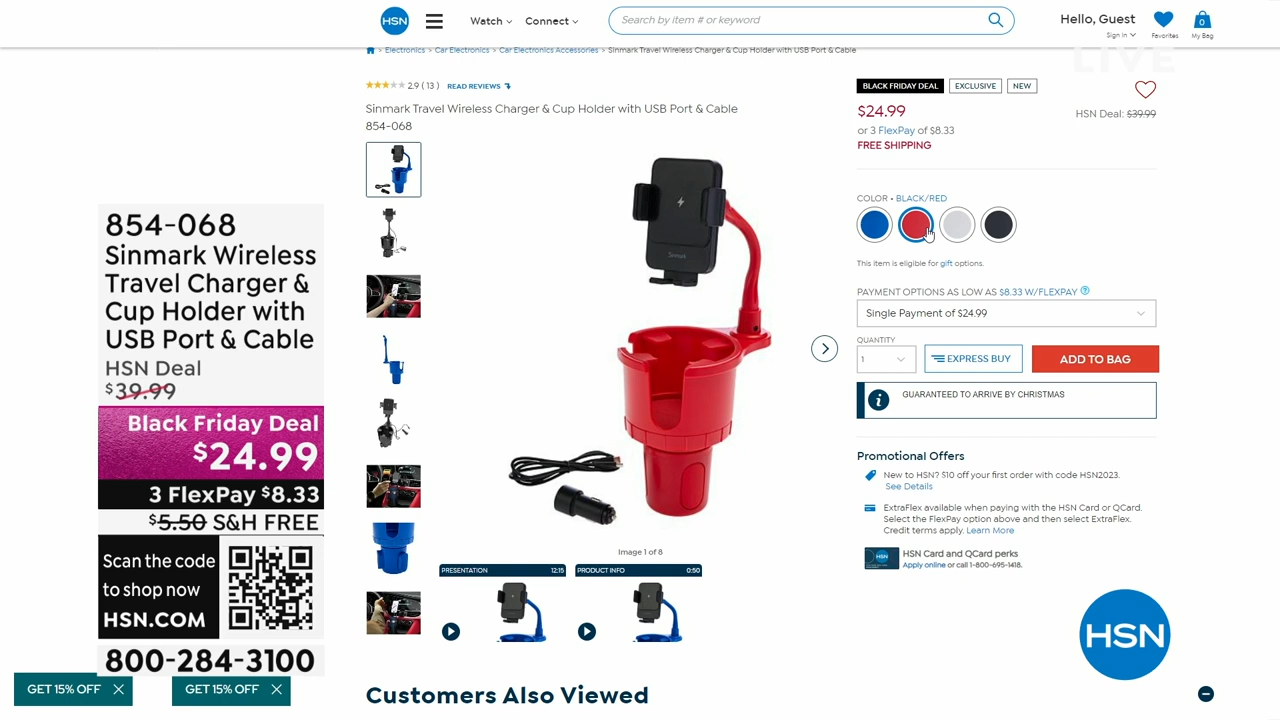 HSN
Watch
Connect
Search by item # or keyword
Hello, Guest
Sign In
Favorites
0
My Bag
LIVE
> Electronics > Car Electronics > Car Electronics Accessories > Sinmark Travel Wireless Charger & Cup Holder with USB Port & Cable
2.9 (13) READ REVIEWS
Sinmark Travel Wireless Charger & Cup Holder with USB Port & Cable
854-068
Sinmark
Image 1 of 8
PRESENTATION 12:15
PRODUCT INFO 0:50
BLACK FRIDAY DEAL EXCLUSIVE NEW
$24.99
HSN Deal: $39.99
or 3 FlexPay of $8.33
FREE SHIPPING
COLOR • BLACK/RED
This item is eligible for gift options.
PAYMENT OPTIONS AS LOW AS $8.33 W/FLEXPAY ?
Single Payment of $24.99
QUANTITY
1
EXPRESS BUY
ADD TO BAG
i GUARANTEED TO ARRIVE BY CHRISTMAS
Promotional Offers
New to HSN? $10 off your first order with code HSN2023.
See Details
ExtraFlex available when paying with the HSN Card or QCard.
Select the FlexPay option above and then select ExtraFlex.
Credit terms apply. Learn More
HSN
HSN Card and QCard perks
Apply online or call 1-800-695-1418.
854-068
Sinmark Wireless
Travel Charger &
Cup Holder with
USB Port & Cable
HSN Deal
$39.99
Black Friday Deal
$24.99
3 FlexPay $8.33
$5.50 S&H FREE
Scan the code
to shop now
HSN.COM
800-284-3100
GET 15% OFF
GET 15% OFF
HSN
Customers Also Viewed